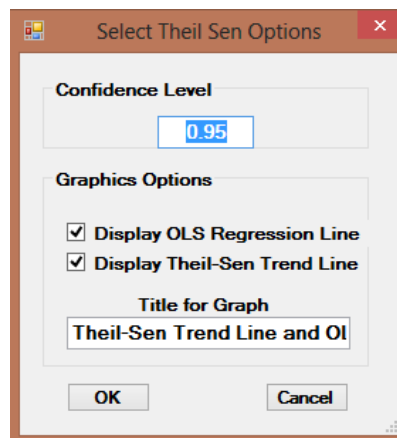 Select Theil Sen Options
Confidence Level
0.95
Graphics Options
Display OLS Regression Line
Display Theil-Sen Trend Line
Title for Graph
Theil-Sen Trend Line and OL
OK
Cancel